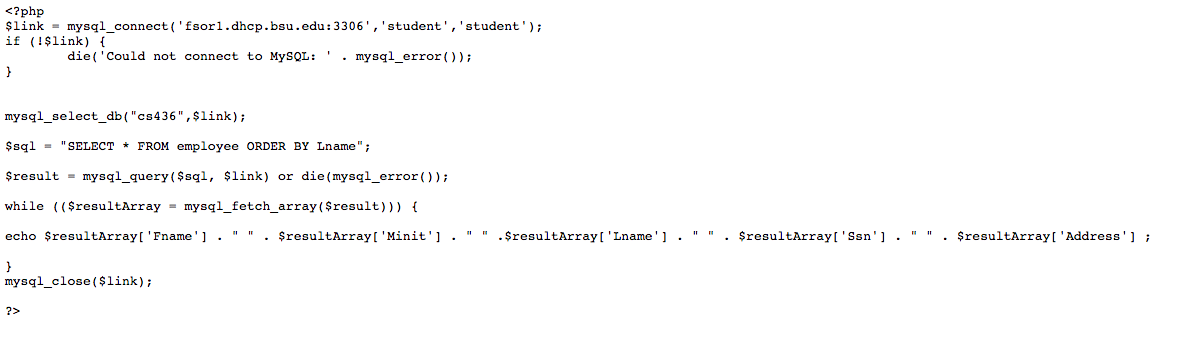 <?php
$link = mysql_connect('fsor1.dhcp.bsu.edu:3306','student','student');
if (!$link) {
        die('Could not connect to MySQL: ' . mysql_error());
}
mysql_select_db("cs436",$link);
$sql = "SELECT * FROM employee ORDER BY Lname";
$result = mysql_query($sql, $link) or die(mysql_error());
while (($resultArray = mysql_fetch_array($result))) {
echo $resultArray['Fname'] . " " . $resultArray['Minit'] . " " .$resultArray['Lname'] . " " . $resultArray['Ssn'] . " " . $resultArray['Address'] ;
}
mysql_close($link);
?>